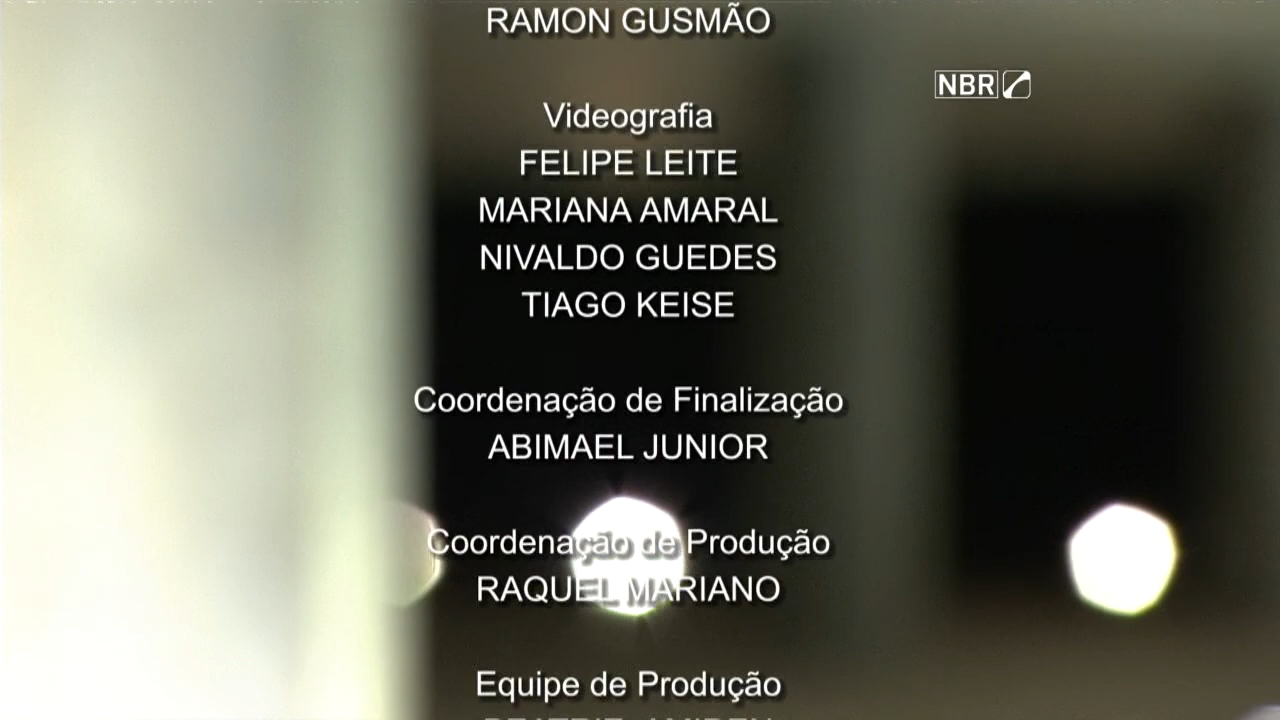 RAMON GUSMÃO
NBR
Videografia
FELIPE LEITE
MARIANA AMARAL
NIVALDO GUEDES
TIAGO KEISE
Coordenação de Finalização
ABIMAEL JUNIOR
Coordenação de Produção
RAQUEL MARIANO
Equipe de Produção